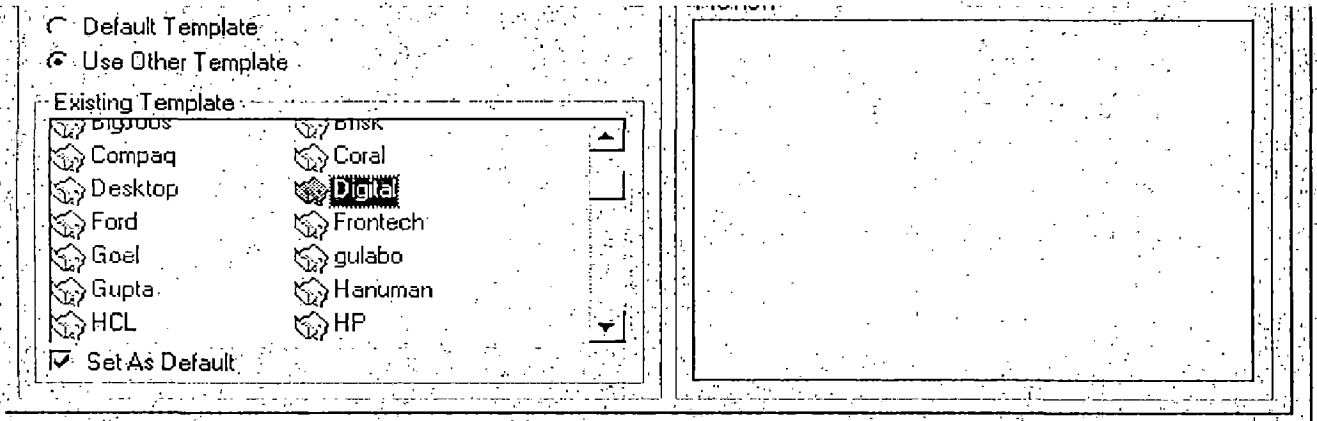 Default Template
Use Other Template
Existing Template
Compaq Coral
Desktop Digital
Ford Frontech
Goel gulabo
Gupta Hanuman
HCL HP
Set As Default